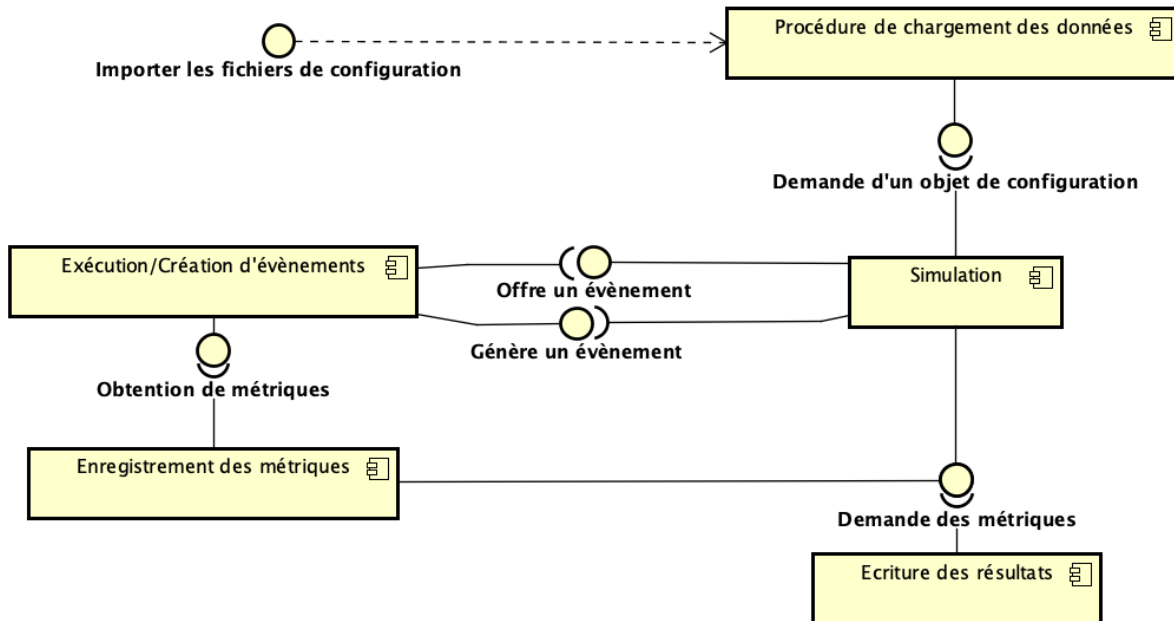 Procédure de chargement des données
Importer les fichiers de configuration
Demande d'un objet de configuration
Exécution/Création d'évènements
Offre un évènement
Simulation
Génère un évènement
Obtention de métriques
Enregistrement des métriques
Demande des métriques
Ecriture des résultats